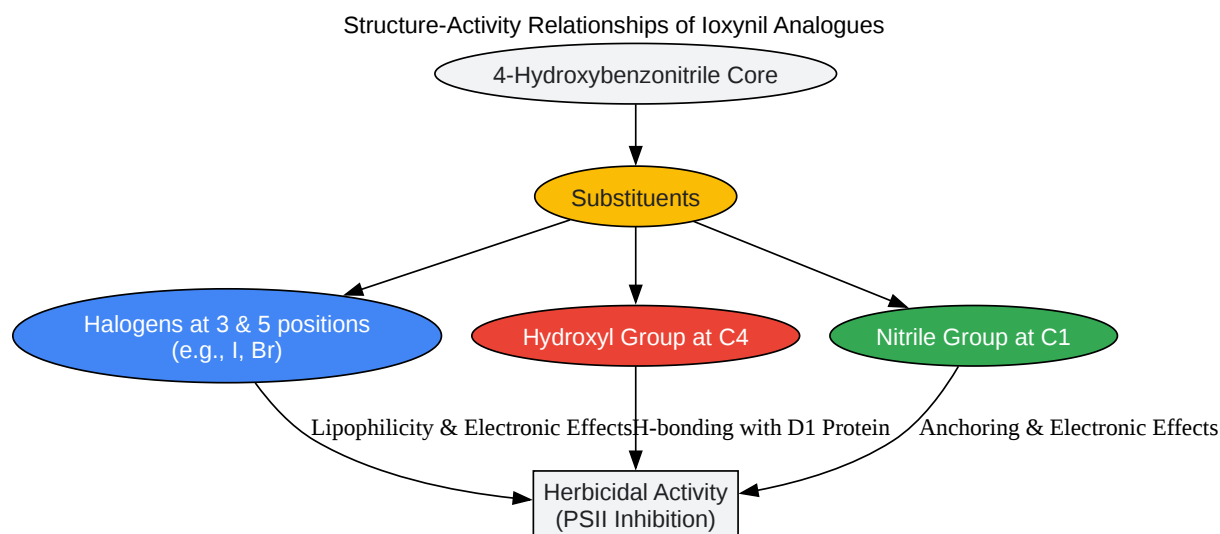 Structure-Activity Relationships of Ioxynil Analogues
4-Hydroxybenzonitrile Core
Substituents
Halogens at 3 & 5 positions
(e.g., I, Br)
Hydroxyl Group at C4
Nitrile Group at C1
Lipophilicity & Electronic Effects
H-bonding with D1 Protein
Anchoring & Electronic Effects
Herbicidal Activity
(PSII Inhibition)